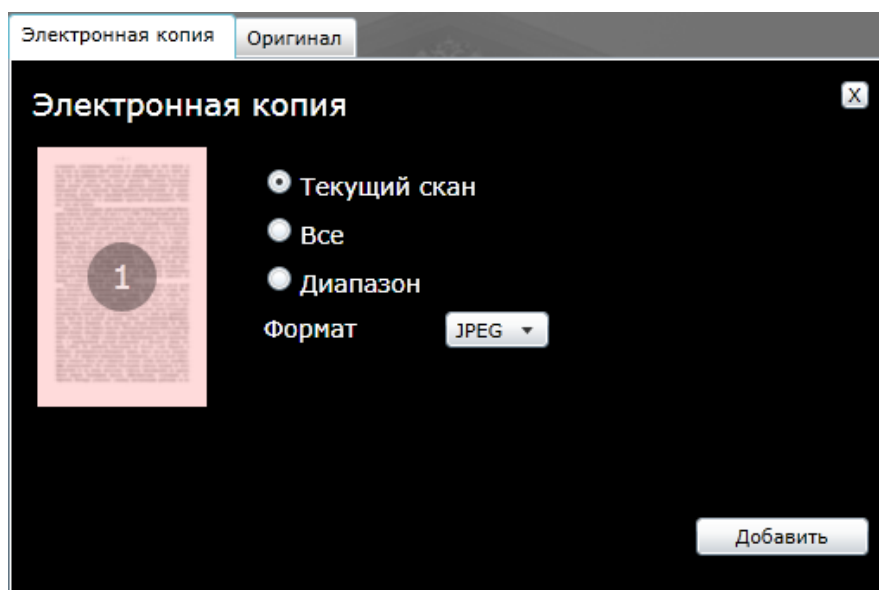 Электронная копия
Оригинал
Электронная копия
X
1
Текущий скан
Все
Диапазон
Формат
JPEG
Добавить